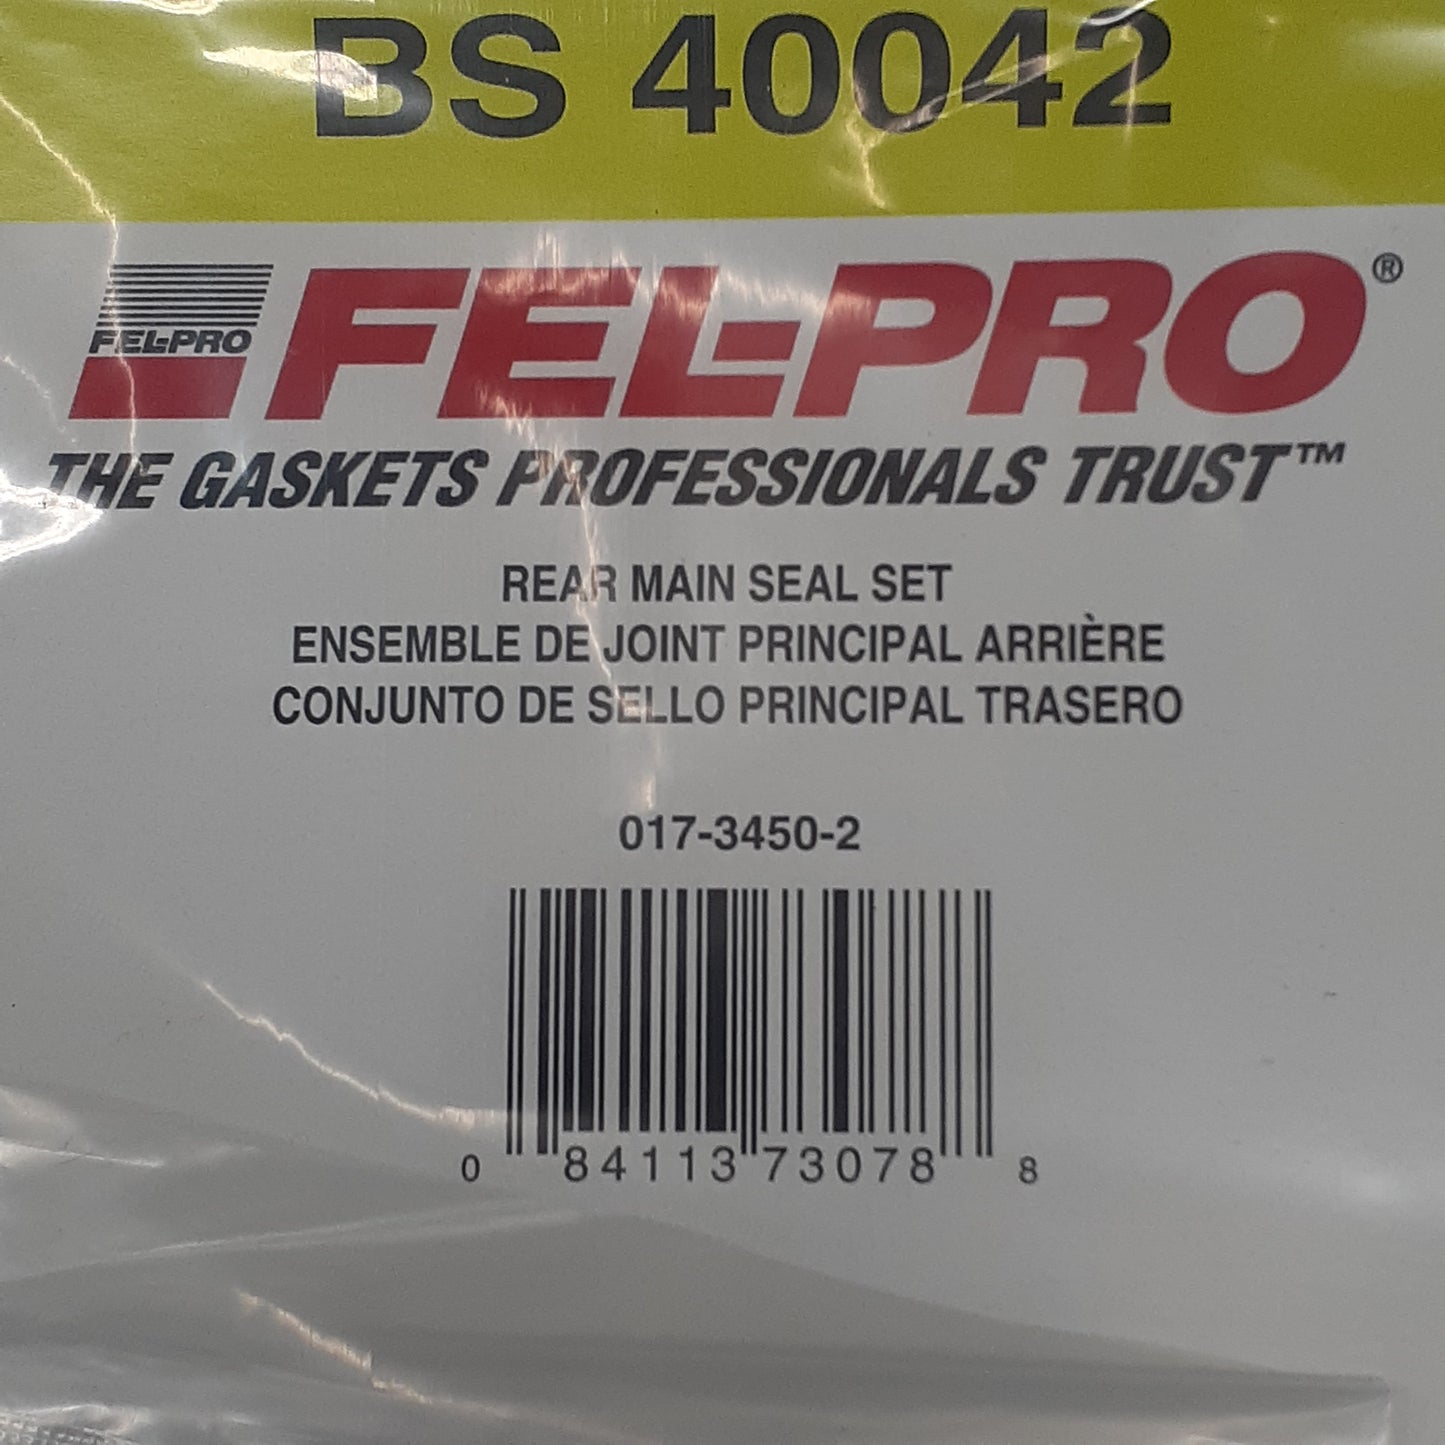 BS 40042
FEL-PRO
FEL-PRO®
THE GASKETS PROFESSIONALS TRUST™
REAR MAIN SEAL SET
ENSEMBLE DE JOINT PRINCIPAL ARRIÈRE
CONJUNTO DE SELLO PRINCIPAL TRASERO
017-3450-2
0 84113 73078 8